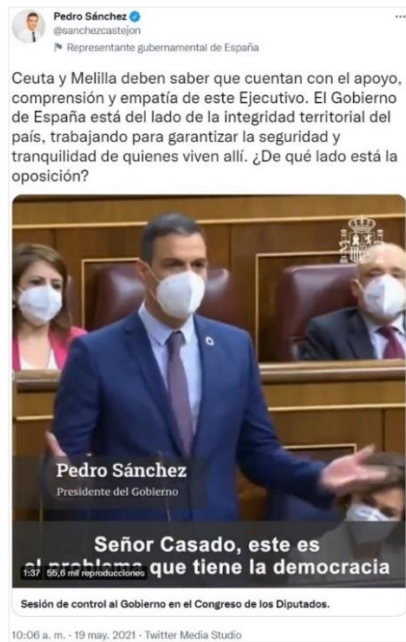 Pedro Sánchez
@sanchezcastejon
Representante gubernamental de España
Ceuta y Melilla deben saber que cuentan con el apoyo,
comprensión y empatía de este Ejecutivo. El Gobierno
de España está del lado de la integridad territorial del
país, trabajando para garantizar la seguridad y
tranquilidad de quienes viven allí. ¿De qué lado está la
oposición?
Pedro Sánchez
Presidente del Gobierno
Señor Casado, este es
el problema que tiene la democracia
1:37 55,6 mil reproducciones
Sesión de control al Gobierno en el Congreso de los Diputados.
10:06 a. m. · 19 may. 2021 · Twitter Media Studio